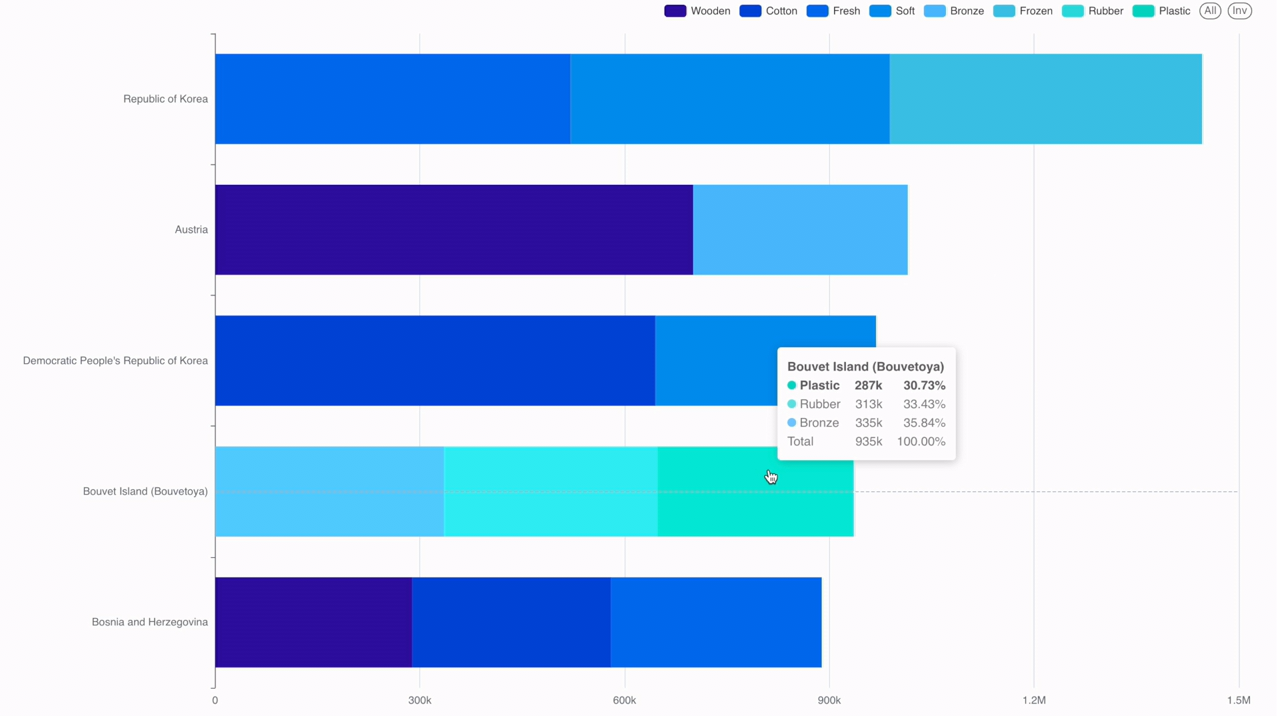 Wooden Cotton Fresh Soft Bronze Frozen Rubber Plastic All Inv
Republic of Korea
Austria
Democratic People's Republic of Korea
Bouvet Island (Bouvetoya)
Plastic 287k 30.73%
Rubber 313k 33.43%
Bronze 335k 35.84%
Total 935k 100.00%
Bouvet Island (Bouvetoya)
Bosnia and Herzegovina
0 300k 600k 900k 1.2M 1.5M